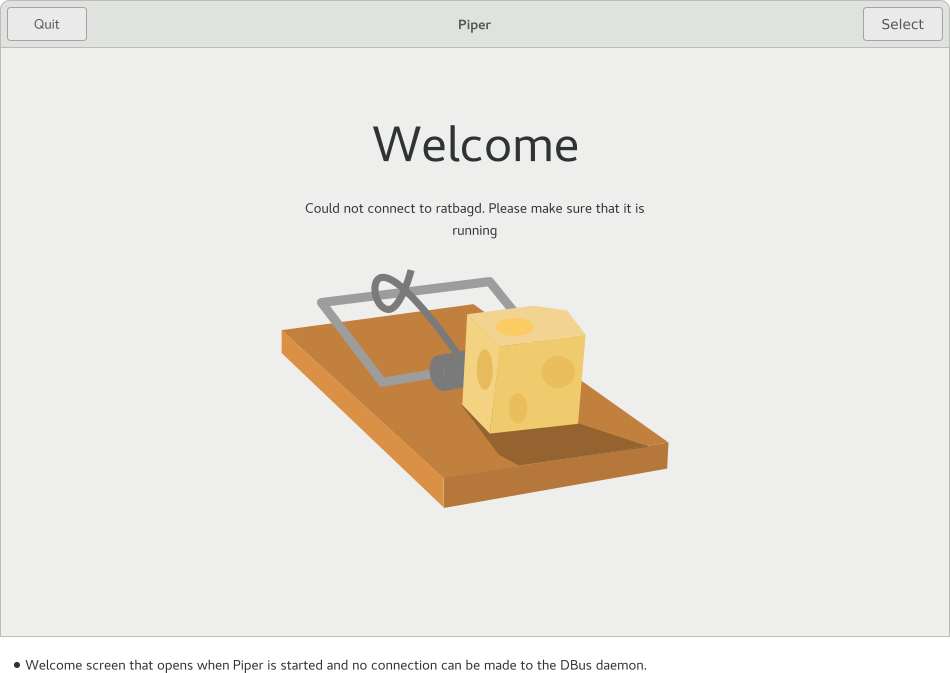 Quit
Piper
Select
Welcome
Could not connect to ratbagd. Please make sure that it is
running
• Welcome screen that opens when Piper is started and no connection can be made to the DBus daemon.